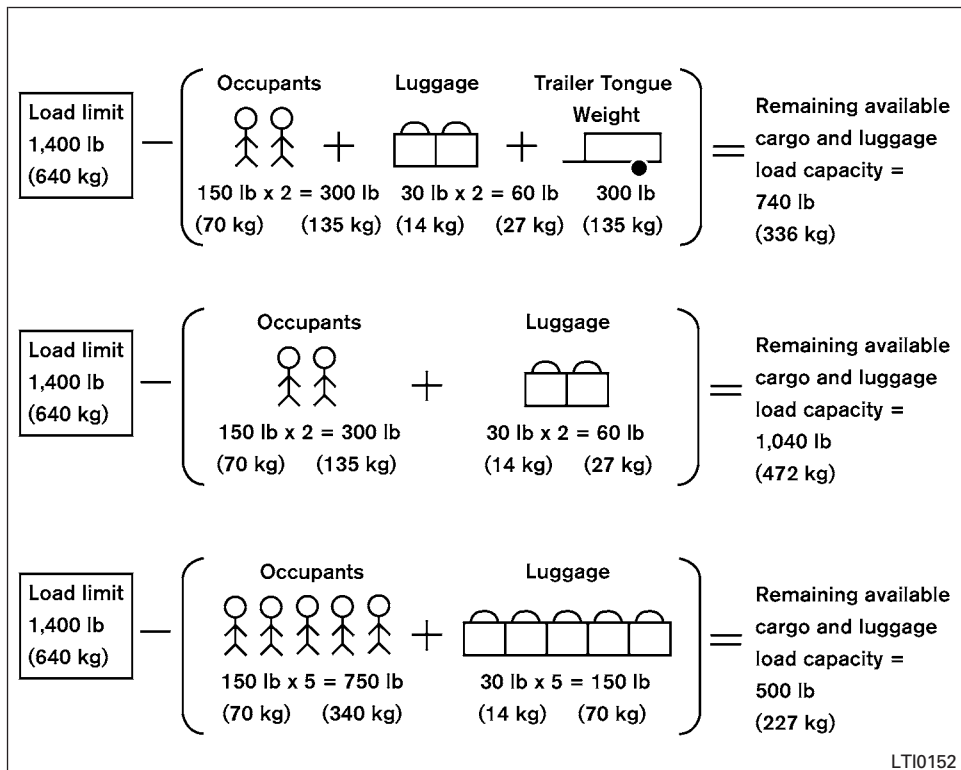 Occupants Luggage Trailer Tongue
Weight
Load limit
1,400 lb
(640 kg)
— ( + + ) =
150 lb x 2 = 300 lb 30 lb x 2 = 60 lb 300 lb
(70 kg) (135 kg) (14 kg) (27 kg) (135 kg)
Remaining available
cargo and luggage
load capacity =
740 lb
(336 kg)
Occupants Luggage
Load limit
1,400 lb
(640 kg)
— ( + ) =
150 lb x 2 = 300 lb 30 lb x 2 = 60 lb
(70 kg) (135 kg) (14 kg) (27 kg)
Remaining available
cargo and luggage
load capacity =
1,040 lb
(472 kg)
Occupants Luggage
Load limit
1,400 lb
(640 kg)
— ( + ) =
150 lb x 5 = 750 lb 30 lb x 5 = 150 lb
(70 kg) (340 kg) (14 kg) (70 kg)
Remaining available
cargo and luggage
load capacity =
500 lb
(227 kg)
LTI0152